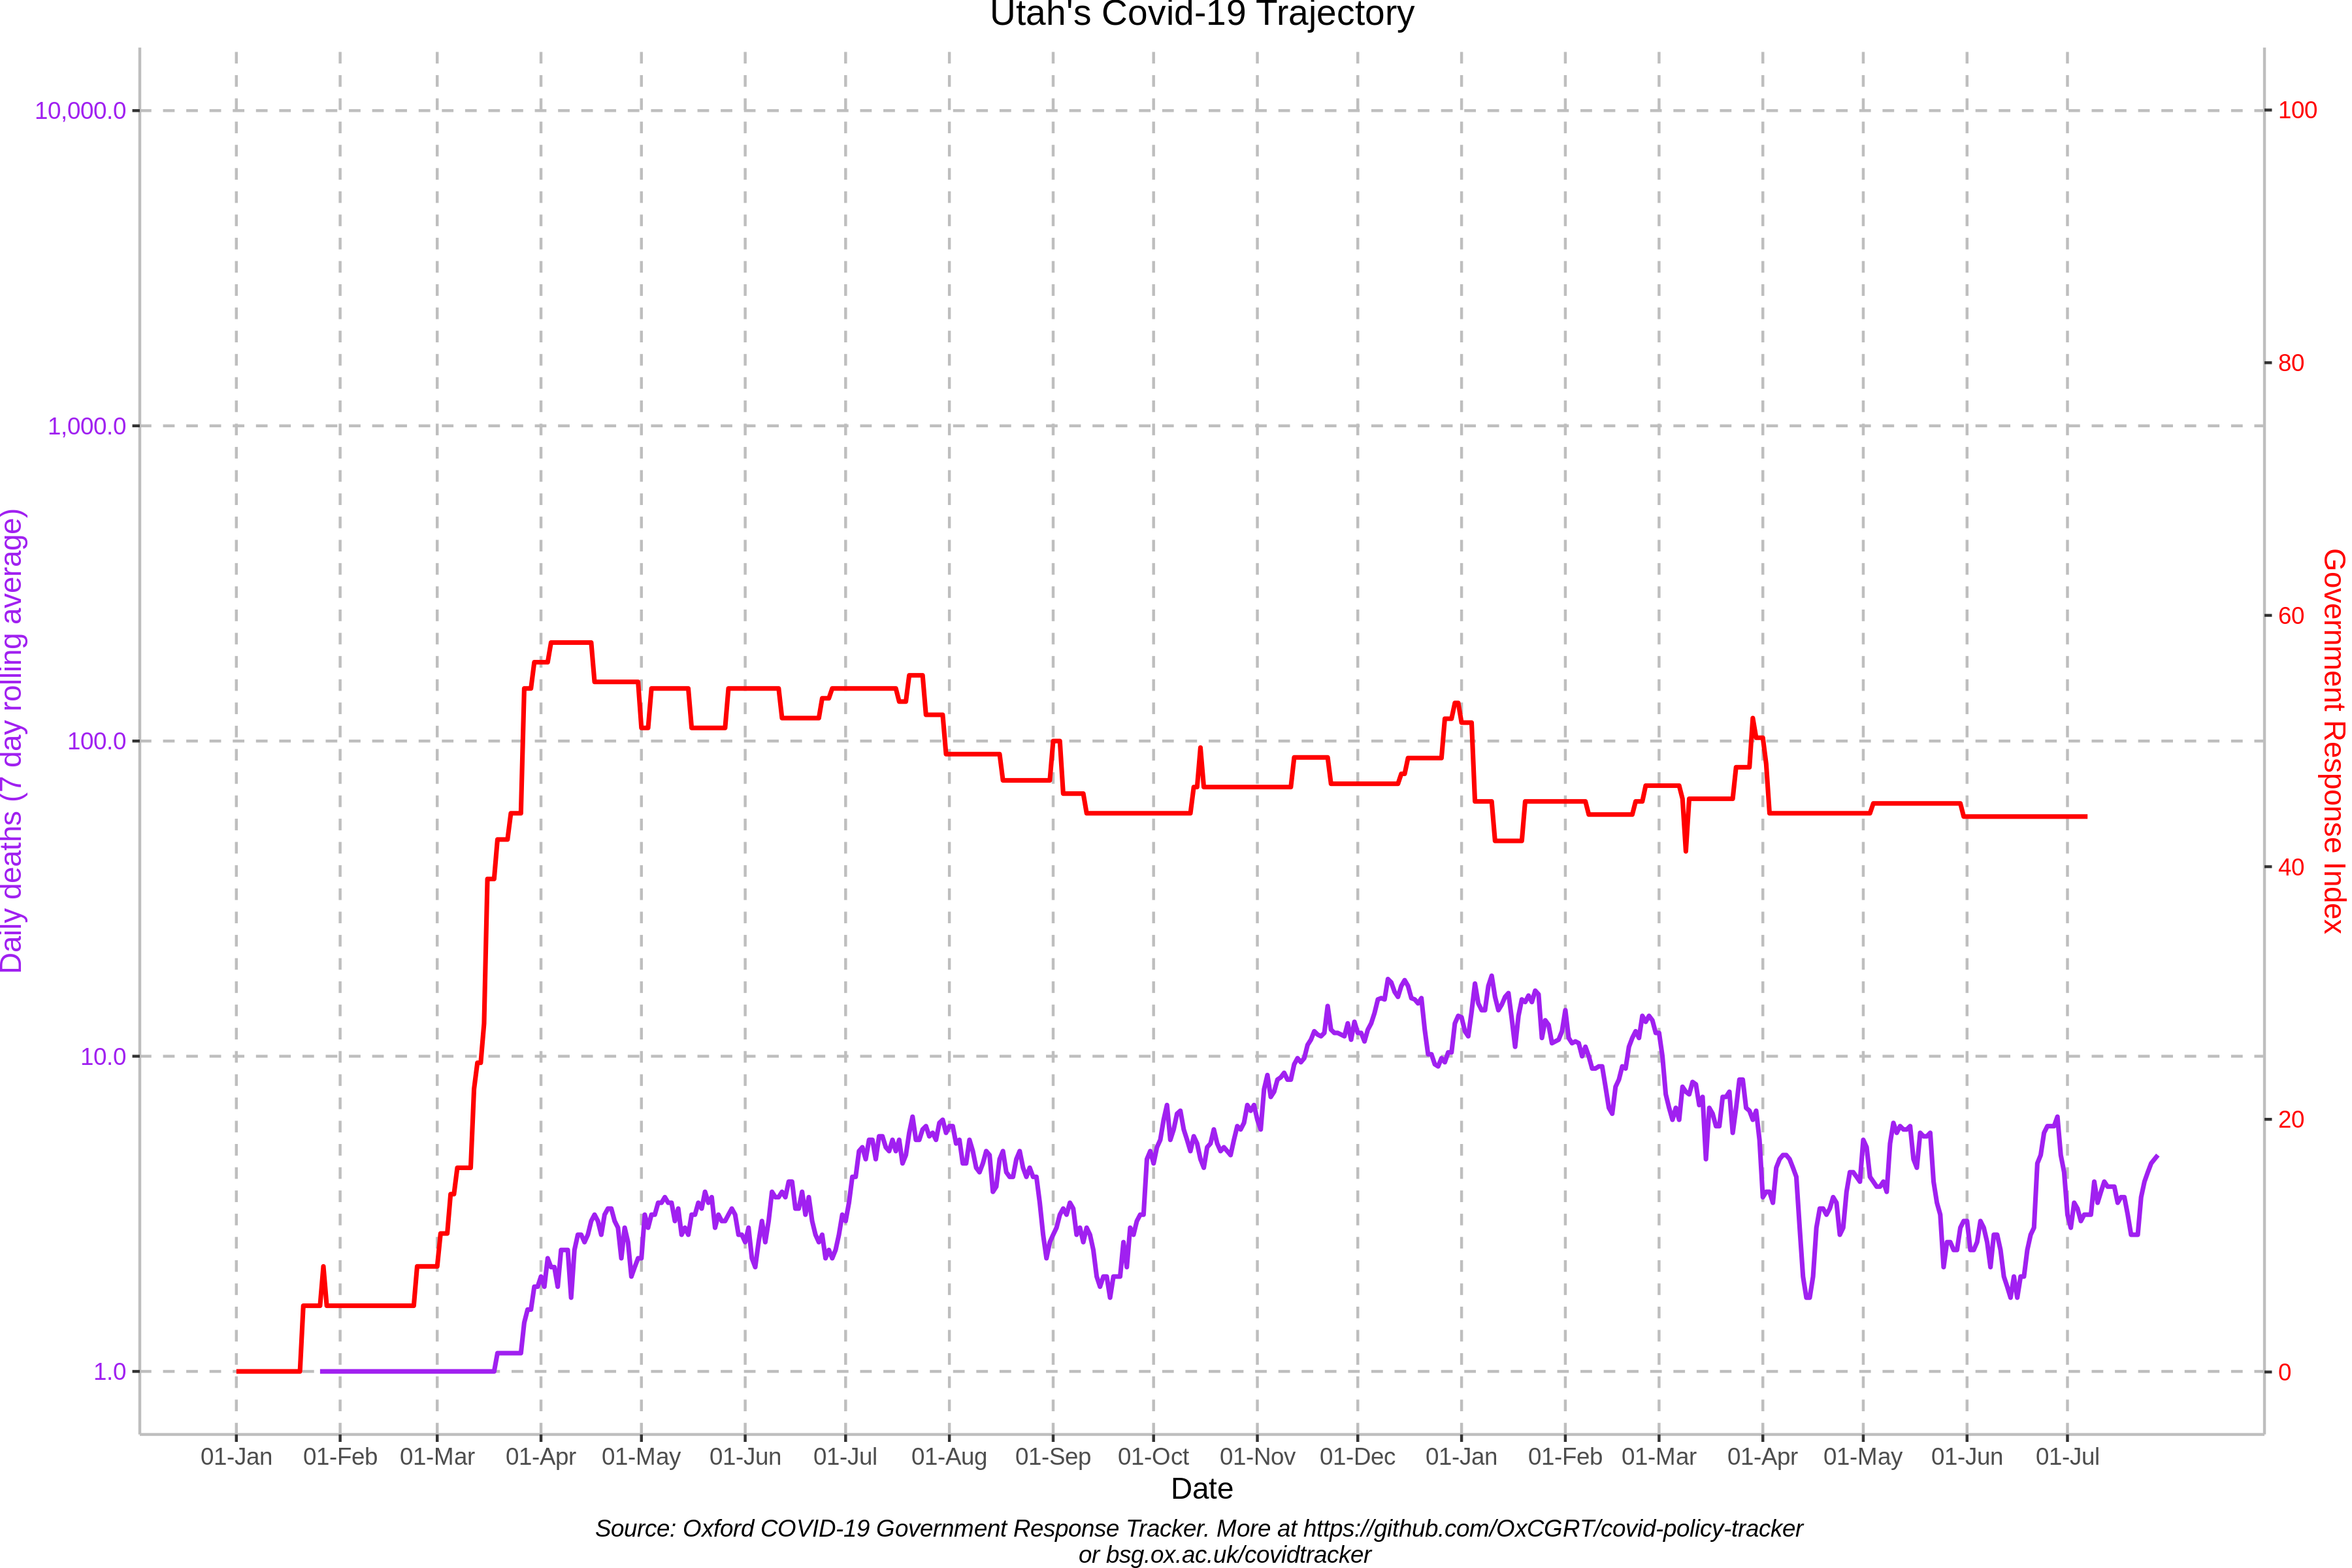 Utah's Covid-19 Trajectory
10,000.0
1,000.0
100.0
10.0
1.0
Daily deaths (7 day rolling average)
100
80
60
40
20
0
Government Response Index
01-Jan 01-Feb 01-Mar 01-Apr 01-May 01-Jun 01-Jul 01-Aug 01-Sep 01-Oct 01-Nov 01-Dec 01-Jan 01-Feb 01-Mar 01-Apr 01-May 01-Jun 01-Jul
Date
Source: Oxford COVID-19 Government Response Tracker. More at https://github.com/OxCGRT/covid-policy-tracker
or bsg.ox.ac.uk/covidtracker